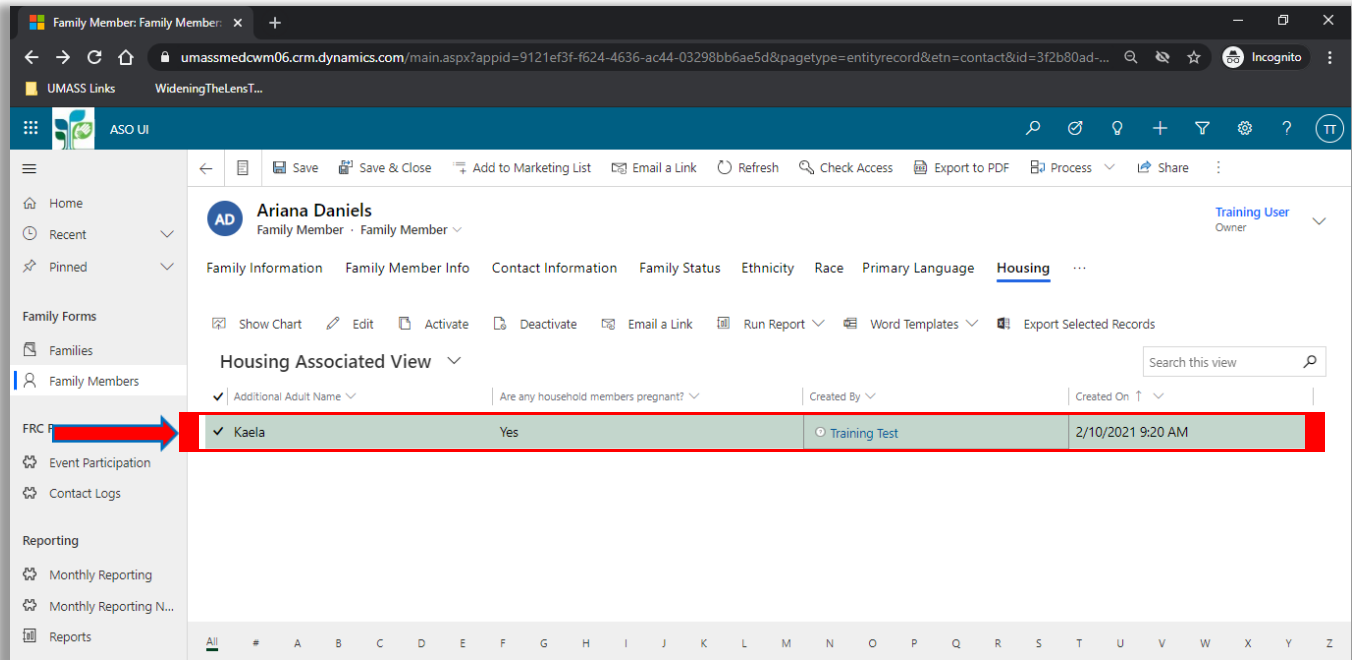 Family Member: Family Member:
umassmedcwm06.crm.dynamics.com/main.aspx?appid=9121ef3f-f624-4636-ac44-03298bb6ae5d&pagetype=entityrecord&etn=contact&id=3f2b80ad-... Incognito
UMASS Links WideningTheLensT...
ASO UI ? TT
Save Save & Close Add to Marketing List Email a Link Refresh Check Access Export to PDF Process Share
Home
Recent
Pinned
Family Forms
Families
Family Members
FRC
Event Participation
Contact Logs
Reporting
Monthly Reporting
Monthly Reporting N...
Reports
AD Ariana Daniels
Family Member · Family Member
Training User
Owner
Family Information Family Member Info Contact Information Family Status Ethnicity Race Primary Language Housing ...
Show Chart Edit Activate Deactivate Email a Link Run Report Word Templates Export Selected Records
Housing Associated View Search this view
Additional Adult Name Are any household members pregnant? Created By Created On ↑
Kaela Yes Training Test 2/10/2021 9:20 AM
All # A B C D E F G H I J K L M N O P Q R S T U V W X Y Z